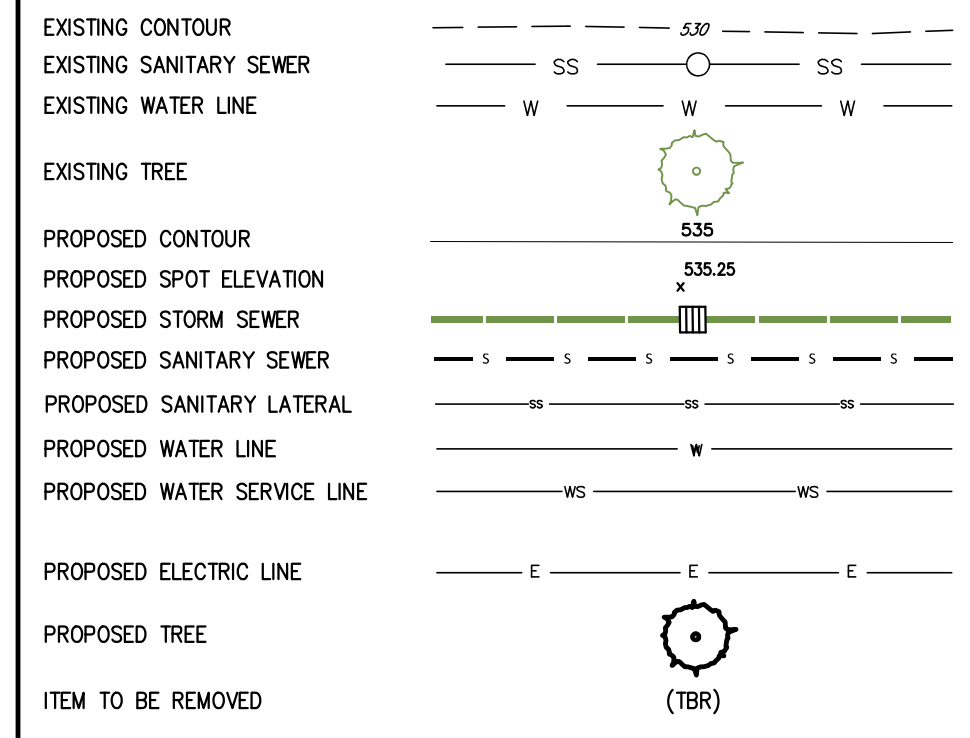 EXISTING CONTOUR 530
EXISTING SANITARY SEWER SS SS
EXISTING WATER LINE W W W
EXISTING TREE
PROPOSED CONTOUR 535
PROPOSED SPOT ELEVATION x 535.25
PROPOSED STORM SEWER
PROPOSED SANITARY SEWER S S S S S S
PROPOSED SANITARY LATERAL SS SS SS
PROPOSED WATER LINE W
PROPOSED WATER SERVICE LINE WS WS
PROPOSED ELECTRIC LINE E E E
PROPOSED TREE
ITEM TO BE REMOVED (TBR)